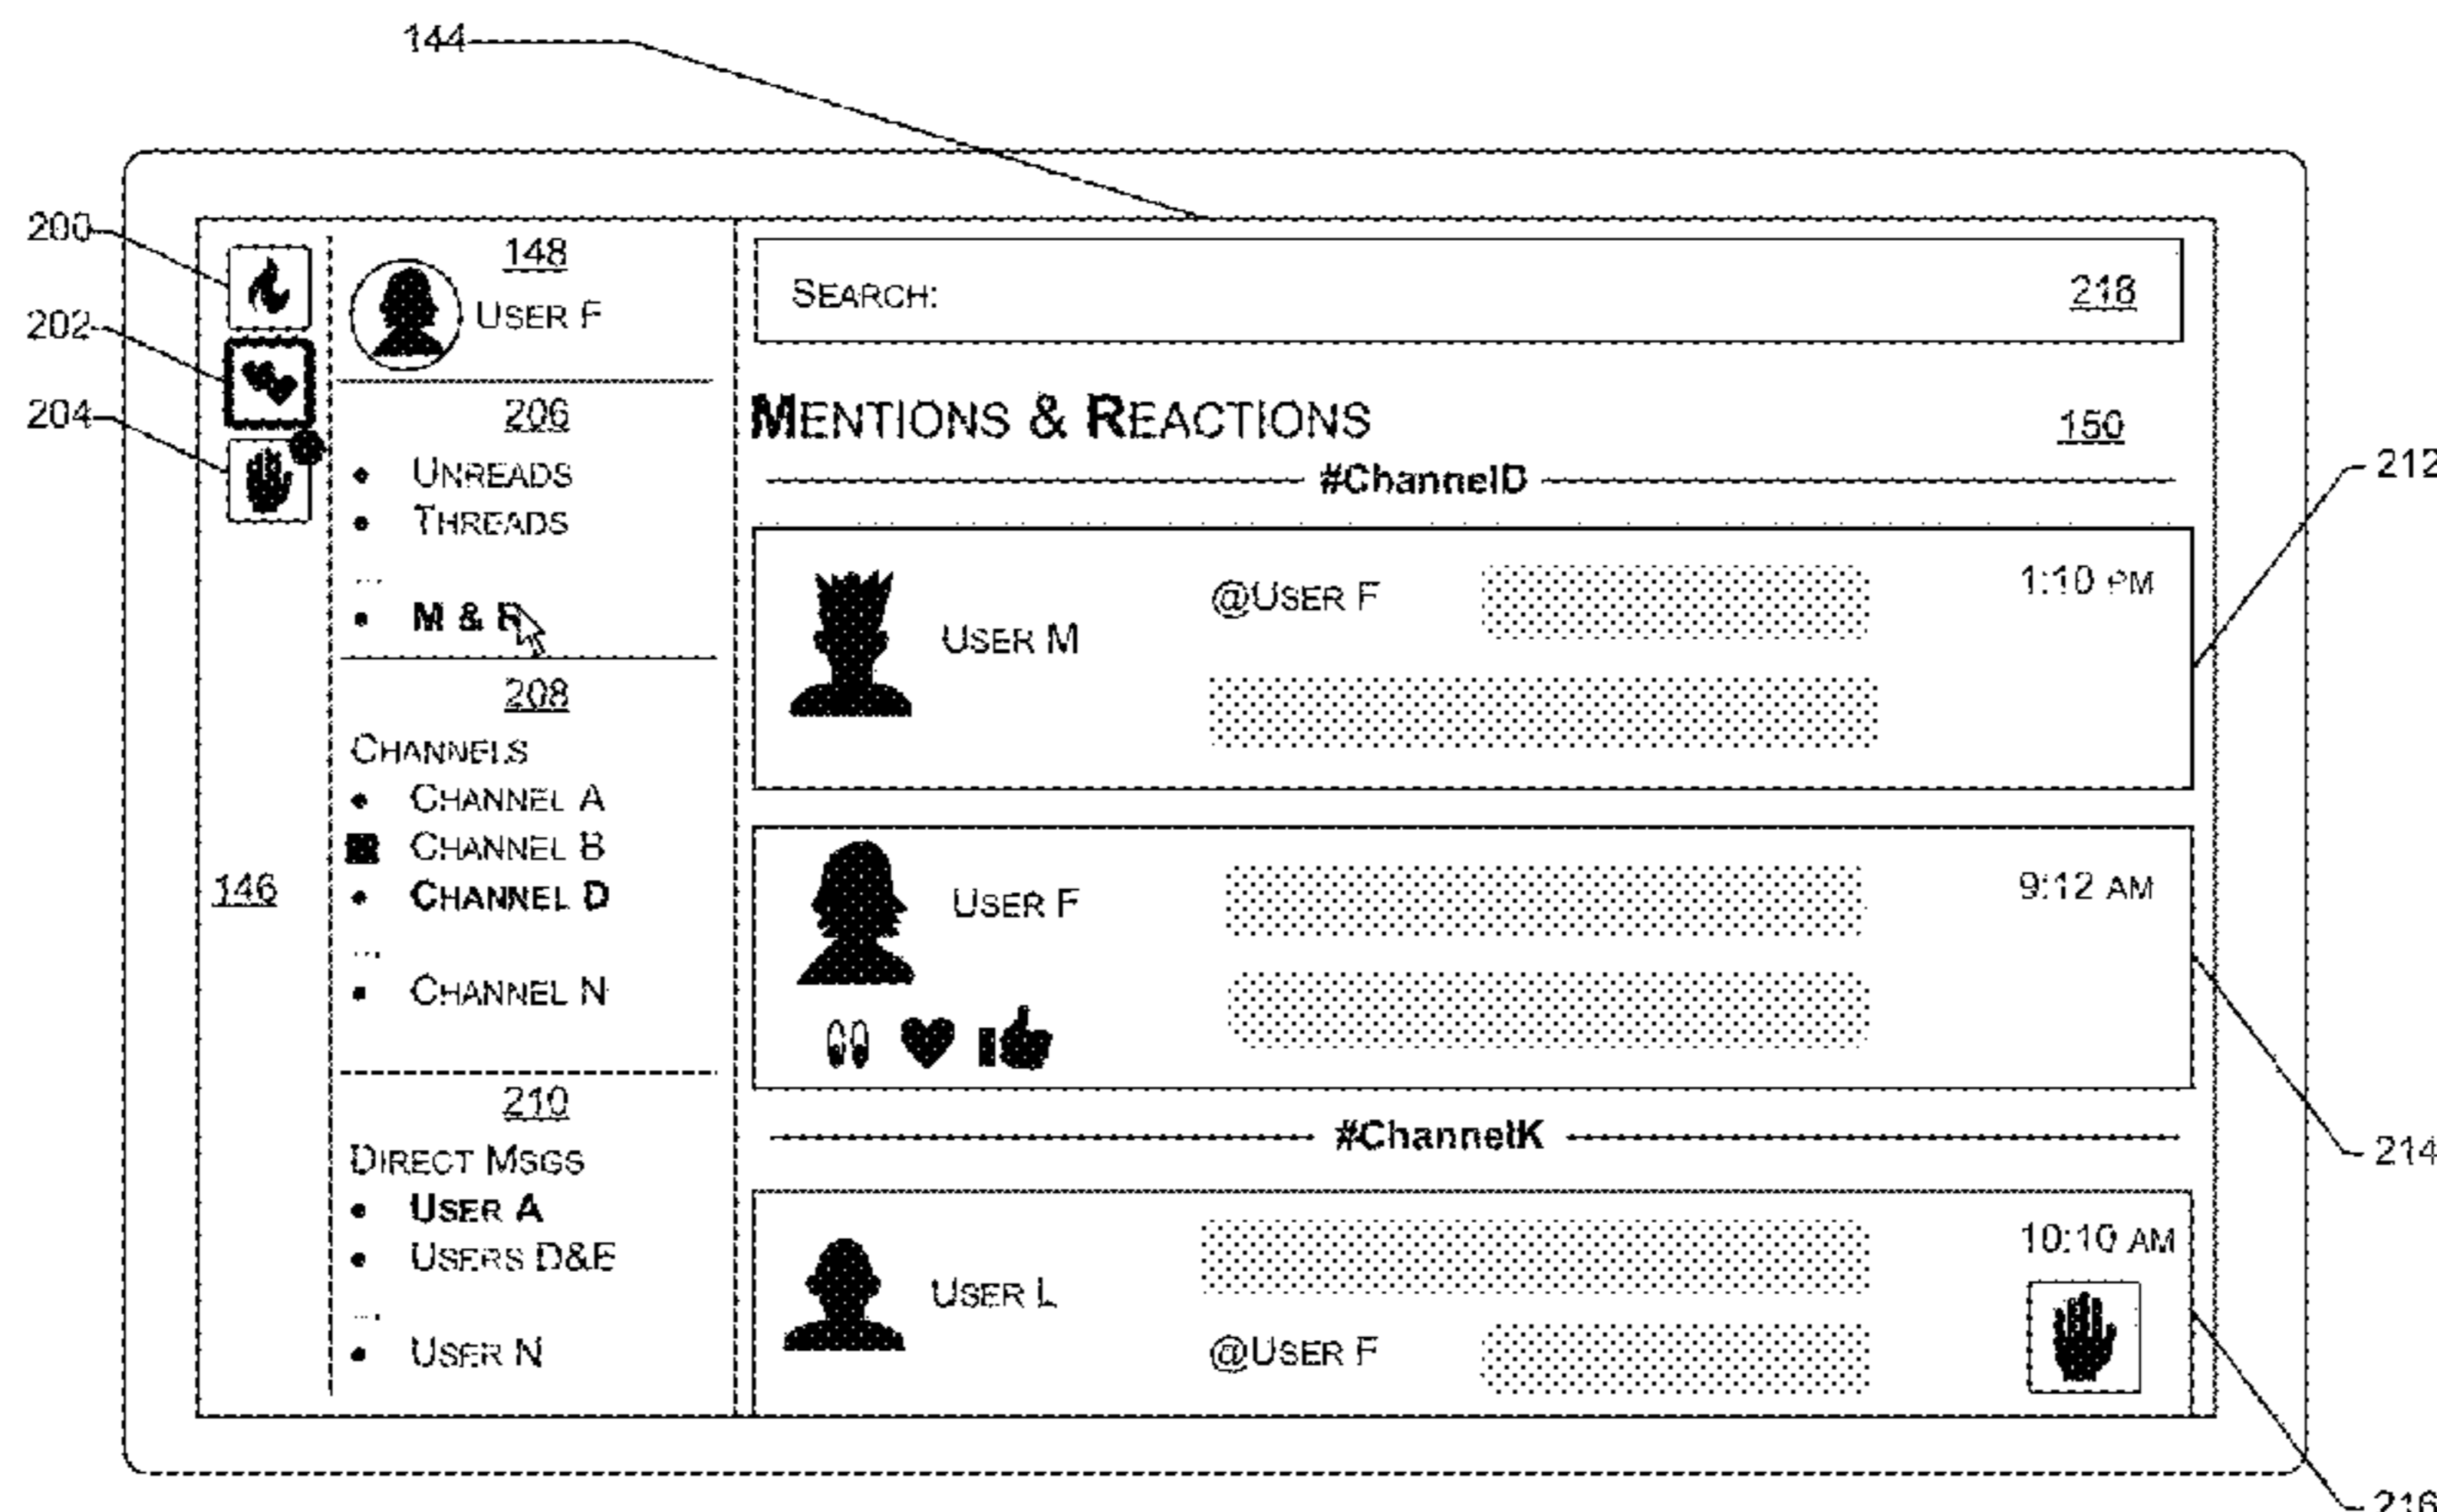 144
200
202
204
146
148
USER F
206
UNREADS
THREADS
...
M & R
208
CHANNELS
CHANNEL A
CHANNEL B
CHANNEL D
...
CHANNEL N
210
DIRECT MSGS
USER A
USERS D&E
...
USER N
SEARCH:
218
MENTIONS & REACTIONS
150
#ChannelD
212
USER M
@USER F
1:10 PM
USER F
9:12 AM
214
#ChannelK
USER L
@USER F
10:10 AM
216